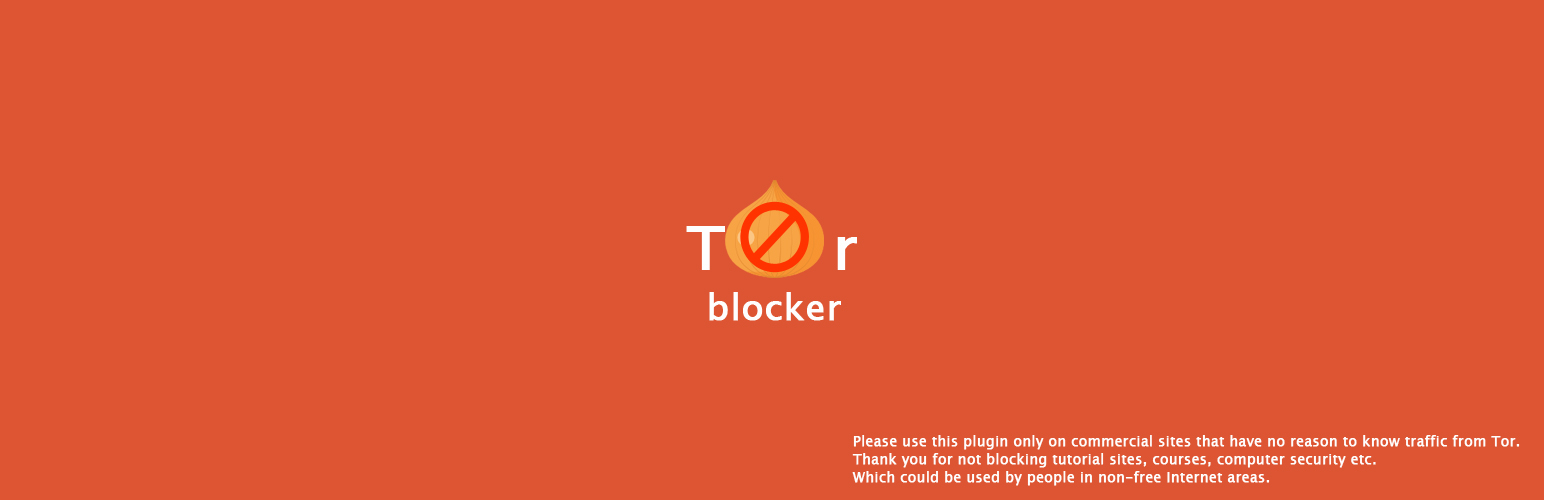 Tor
blocker
Please use this plugin only on commercial sites that have no reason to know traffic from Tor.
Thank you for not blocking tutorial sites, courses, computer security etc.
Which could be used by people in non-free Internet areas.